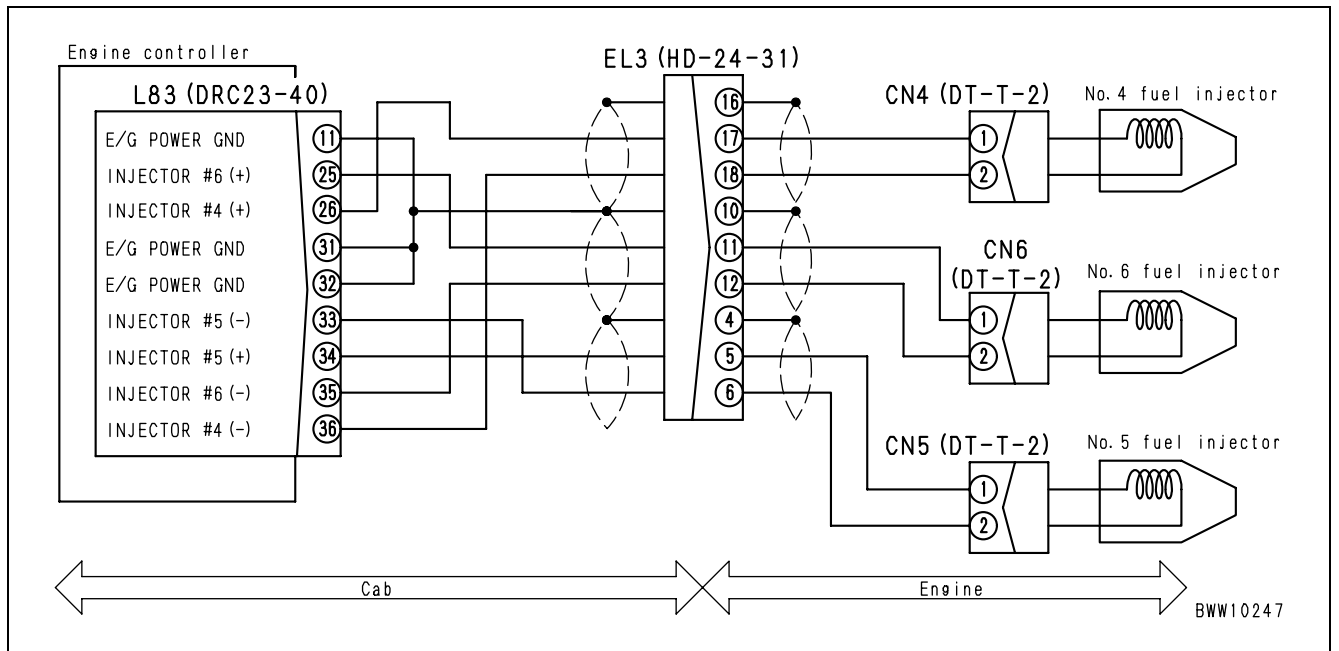 Engine controller
L83 (DRC23-40)
E/G POWER GND 11
INJECTOR #6 (+) 25
INJECTOR #4 (+) 26
E/G POWER GND 31
E/G POWER GND 32
INJECTOR #5 (-) 33
INJECTOR #5 (+) 34
INJECTOR #6 (-) 35
INJECTOR #4 (-) 36
EL3 (HD-24-31)
16
17
18
10
11
12
4
5
6
CN4 (DT-T-2)
1
2
No. 4 fuel injector
CN6
(DT-T-2)
1
2
No. 6 fuel injector
CN5 (DT-T-2)
1
2
No. 5 fuel injector
Cab
Engine
BWW10247